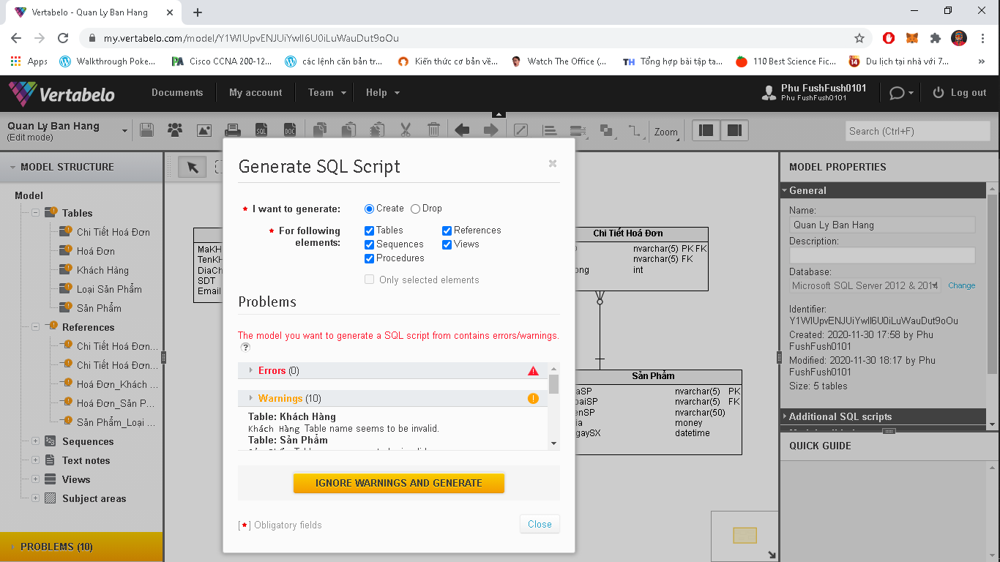 Vertabelo - Quan Ly Ban Hang
my.vertabelo.com/model/Y1WlUpvENJUiYwlI6U0iLuWauDut9oOu
Apps
Walkthrough Poke...
Cisco CCNA 200-12...
các lệnh căn bản tr...
Kiến thức cơ bản về...
Watch The Office (...
TH Tổng hợp bài tập ta...
110 Best Science Fic...
Du lịch tại nhà với 7...
Vertabelo
Documents
My account
Team
Help
Phu FushFush0101
Phu FushFush0101
Log out
Quan Ly Ban Hang
(Edit mode)
SQL
DOC
Zoom
Search (Ctrl+F)
MODEL STRUCTURE
Model
Tables
Chi Tiết Hoá Đơn
Hoá Đơn
Khách Hàng
Loại Sản Phẩm
Sản Phẩm
References
Chi Tiết Hoá Đơn...
Chi Tiết Hoá Đơn...
Hoá Đơn_Khách ...
Hoá Đơn_Sản P...
Sản Phẩm_Loại ...
Sequences
Text notes
Views
Subject areas
PROBLEMS (10)
MaKH
TenKH
DiaCh
SDT
Email
Generate SQL Script
* I want to generate:
Create
Drop
* For following
elements:
Tables
References
Sequences
Views
Procedures
Only selected elements
Problems
The model you want to generate a SQL script from contains errors/warnings.
?
Errors (0)
Warnings (10)
Table: Khách Hàng
Khách Hàng Table name seems to be invalid.
Table: Sản Phẩm
IGNORE WARNINGS AND GENERATE
[*] Obligatory fields
Close
Chi Tiết Hoá Đơn
nvarchar(5) PK FK
nvarchar(5) FK
ong int
Sản Phẩm
aSP nvarchar(5) PK
oaiSP nvarchar(5) FK
enSP nvarchar(50)
ia money
gaySX datetime
MODEL PROPERTIES
General
Name:
Quan Ly Ban Hang
Description:
Database:
Microsoft SQL Server 2012 & 2014
Change
Identifier:
Y1WlUpvENJUiYwlI6U0iLuWauDut9oOu
Created: 2020-11-30 17:58 by Phu
FushFush0101
Modified: 2020-11-30 18:17 by Phu
FushFush0101
Size: 5 tables
Additional SQL scripts
QUICK GUIDE